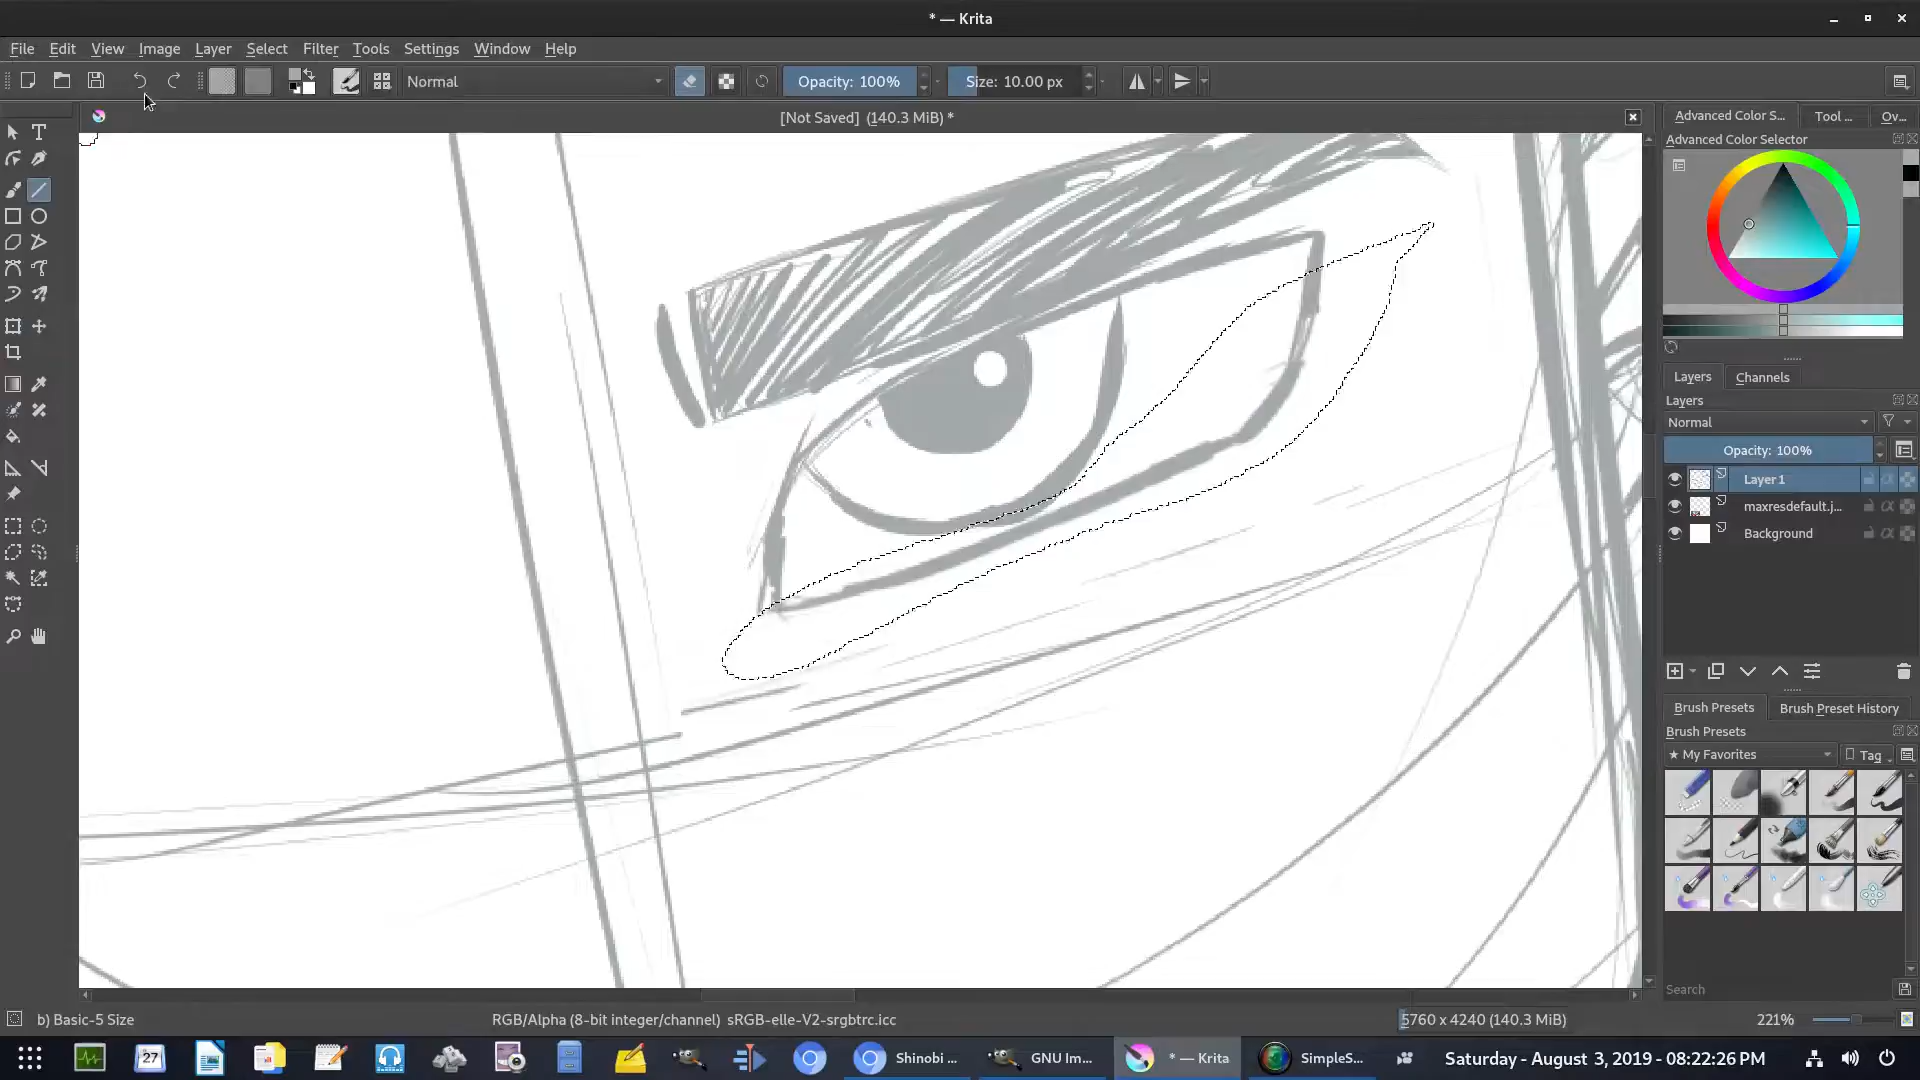 * — Krita
File Edit View Image Layer Select Filter Tools Settings Window Help
Normal Opacity: 100% Size: 10.00 px
[Not Saved] (140.3 MiB) *
Advanced Color S... Tool ... Ov...
Advanced Color Selector
Layers Channels
Layers
Normal
Opacity: 100%
Layer 1
maxresdefault.j...
Background
Brush Presets Brush Preset History
Brush Presets
★ My Favorites Tag
Search
b) Basic-5 Size RGB/Alpha (8-bit integer/channel) sRGB-elle-V2-srgbtrc.icc 5760 x 4240 (140.3 MiB) 221%
27 Shinobi ... GNU Im... * — Krita SimpleS... Saturday - August 3, 2019 - 08:22:26 PM